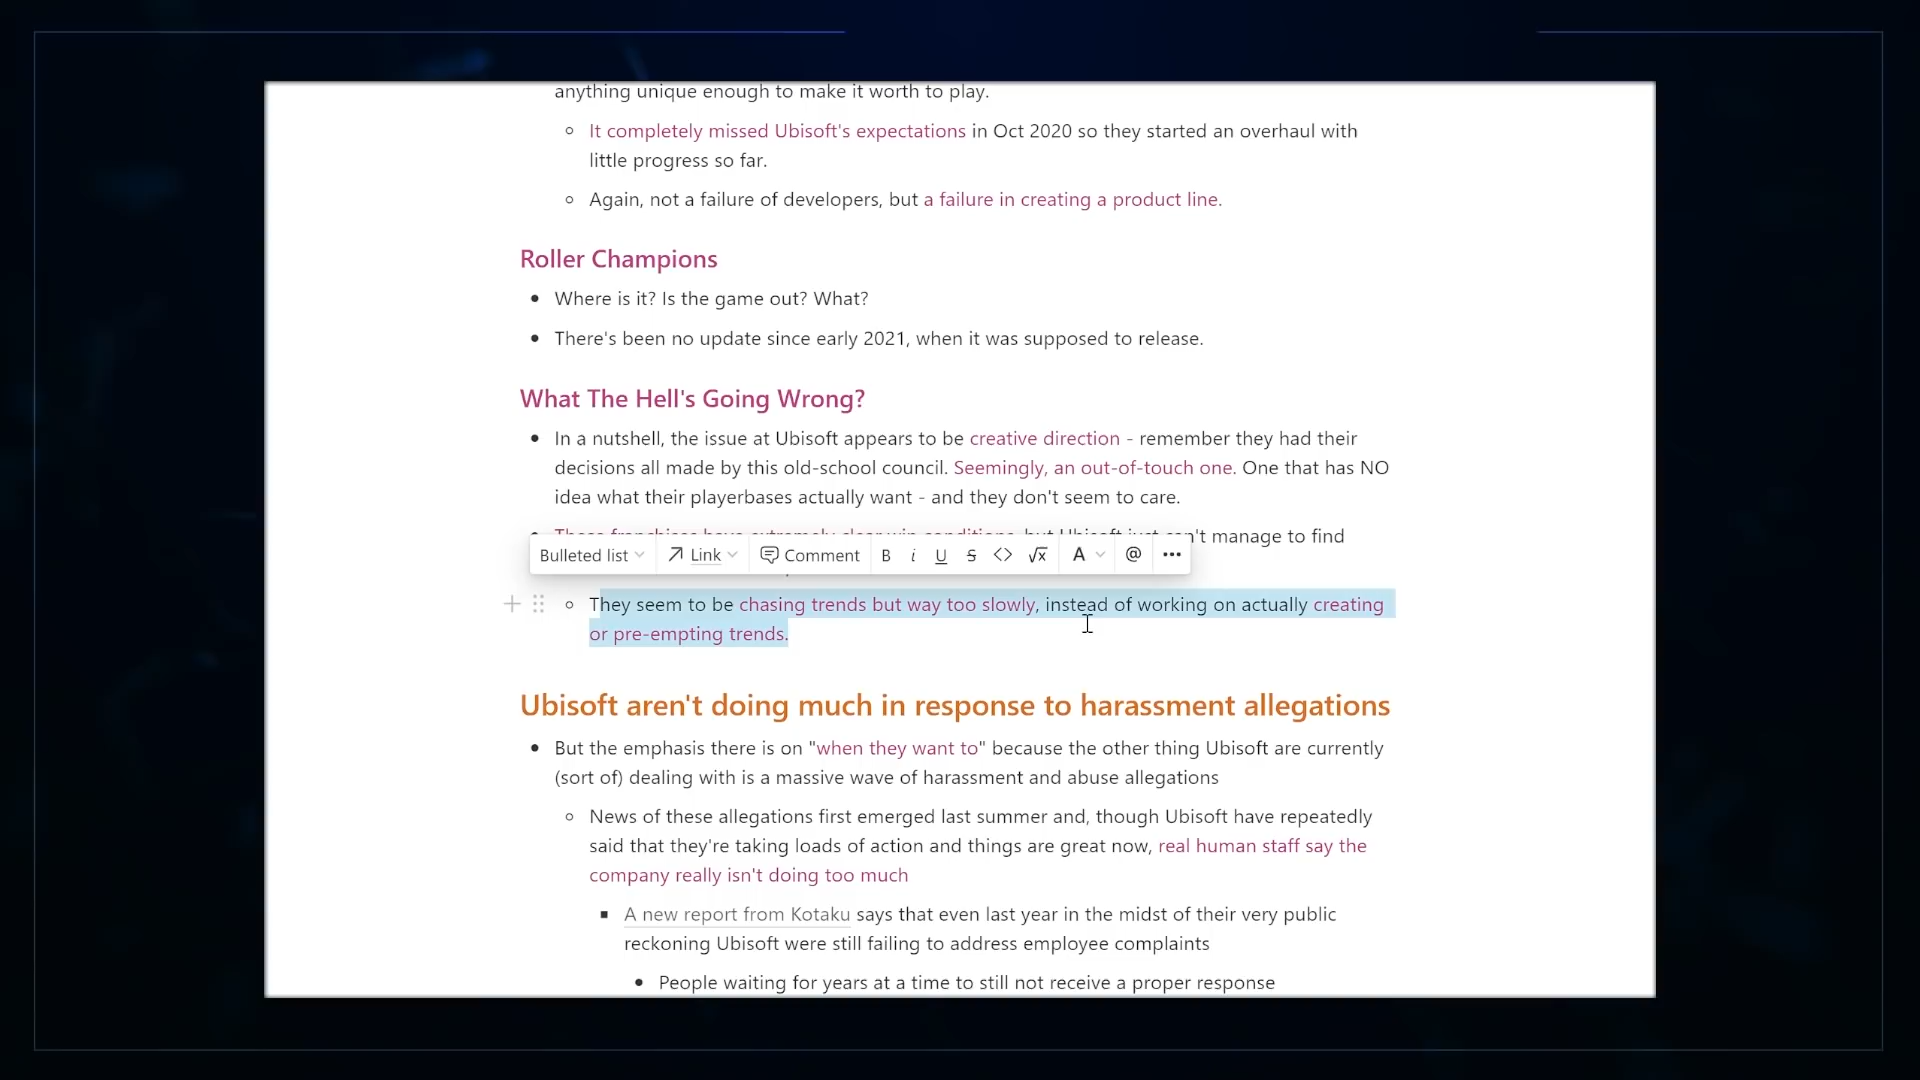 anything unique enough to make it worth to play.
It completely missed Ubisoft's expectations in Oct 2020 so they started an overhaul with
little progress so far.
Again, not a failure of developers, but a failure in creating a product line.
Roller Champions
Where is it? Is the game out? What?
There's been no update since early 2021, when it was supposed to release.
What The Hell's Going Wrong?
In a nutshell, the issue at Ubisoft appears to be creative direction - remember they had their
decisions all made by this old-school council. Seemingly, an out-of-touch one. One that has NO
idea what their playerbases actually want - and they don't seem to care.
These franchises have extremely clear win conditions, but Ubisoft just can't manage to find
Bulleted list Link Comment B i U S <> √x A @ •••
They seem to be chasing trends but way too slowly, instead of working on actually creating
or pre-empting trends.
Ubisoft aren't doing much in response to harassment allegations
But the emphasis there is on "when they want to" because the other thing Ubisoft are currently
(sort of) dealing with is a massive wave of harassment and abuse allegations
News of these allegations first emerged last summer and, though Ubisoft have repeatedly
said that they're taking loads of action and things are great now, real human staff say the
company really isn't doing too much
A new report from Kotaku says that even last year in the midst of their very public
reckoning Ubisoft were still failing to address employee complaints
People waiting for years at a time to still not receive a proper response